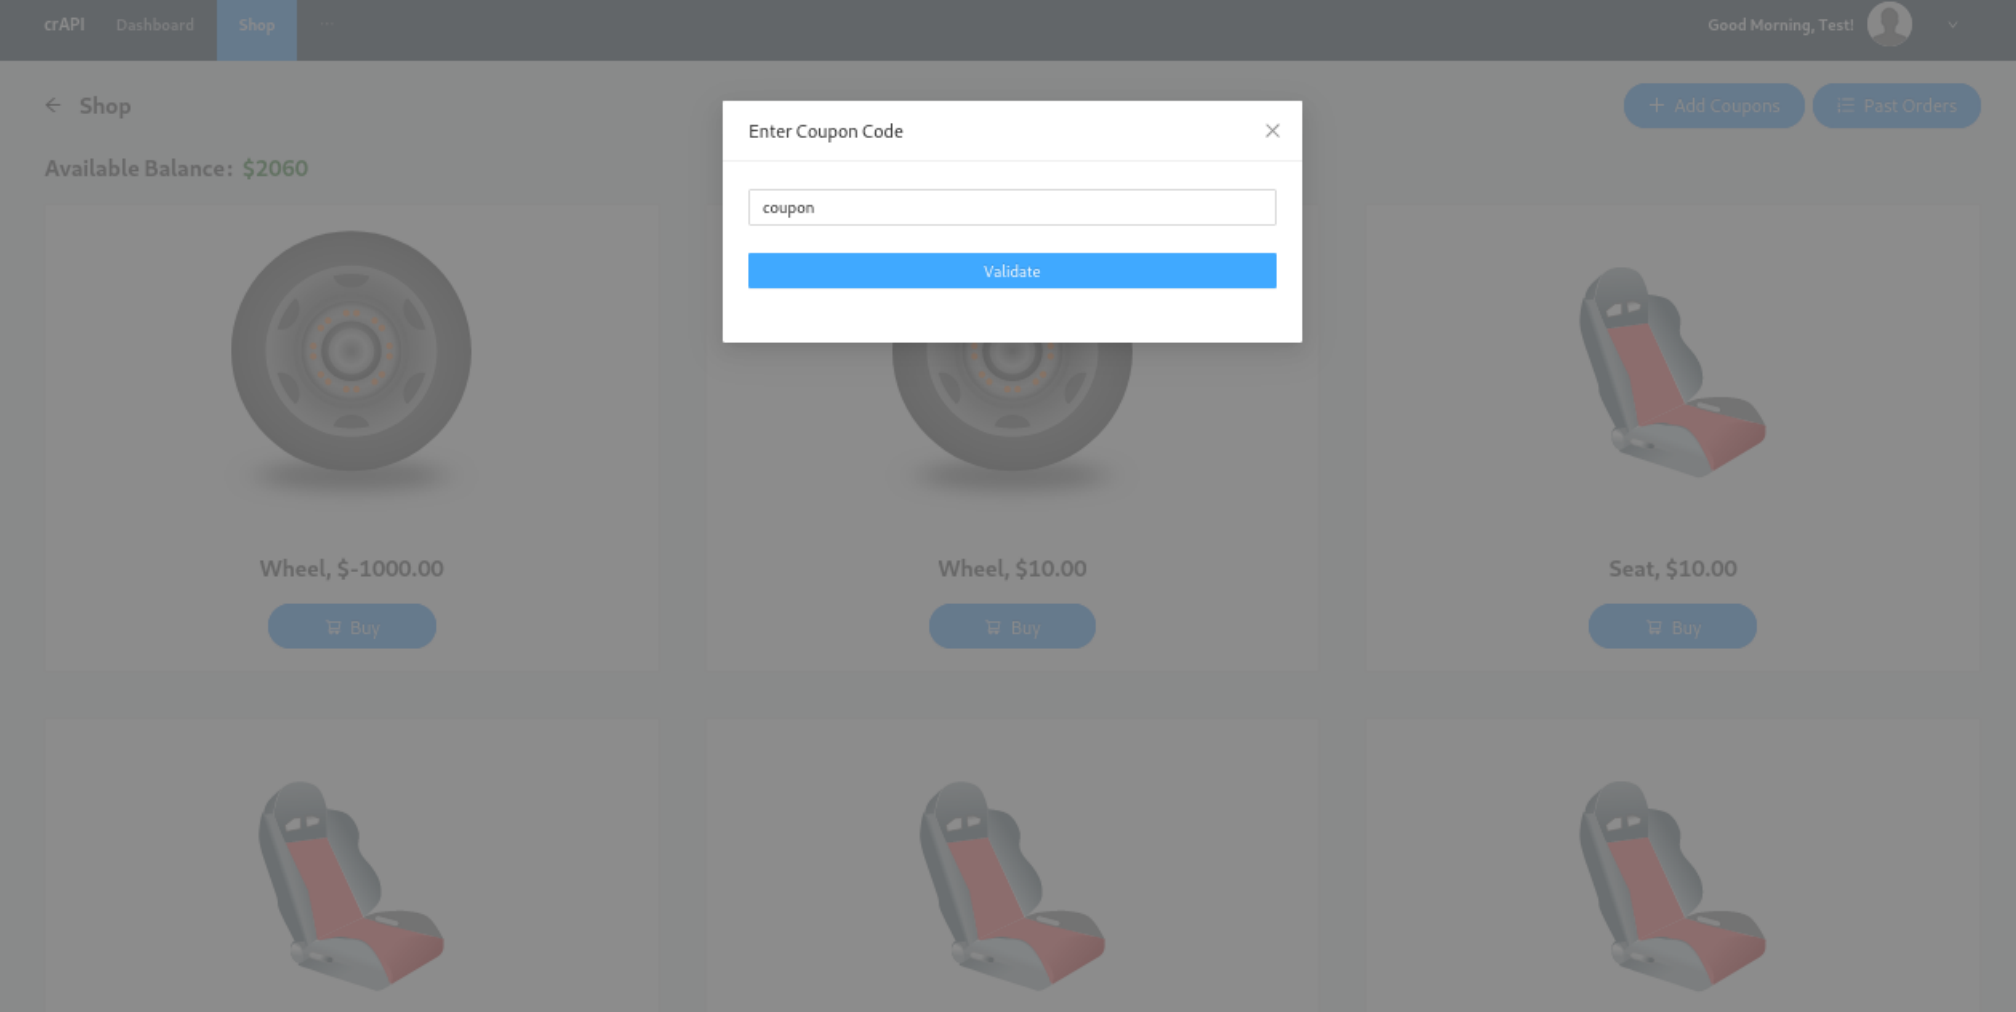 crAPI Dashboard Shop ··· Good Morning, Test!
Shop
Add Coupons Past Orders
Enter Coupon Code
Available Balance: $2060
coupon
Validate
Wheel, $-1000.00
Wheel, $10.00
Seat, $10.00
Buy
Buy
Buy